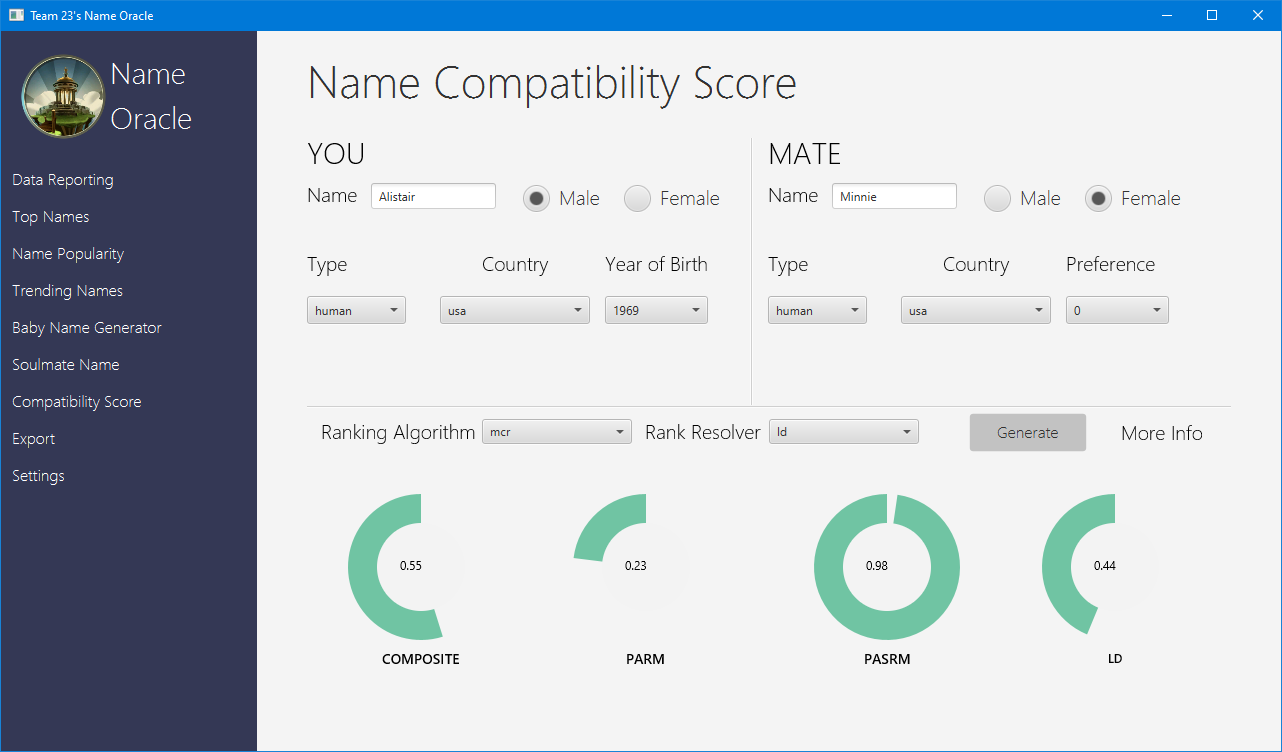 Team 23's Name Oracle
Name
Oracle
Data Reporting
Top Names
Name Popularity
Trending Names
Baby Name Generator
Soulmate Name
Compatibility Score
Export
Settings
Name Compatibility Score
YOU
Name Alistair Male Female
Type Country Year of Birth
human usa 1969
MATE
Name Minnie Male Female
Type Country Preference
human usa 0
Ranking Algorithm mcr Rank Resolver ld Generate More Info
0.55 0.23 0.98 0.44
COMPOSITE PARM PASRM LD